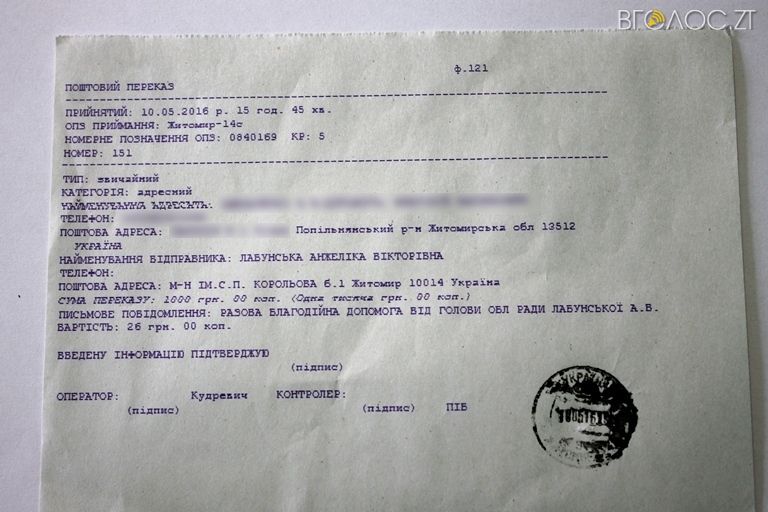 ВГОЛОС.ZT
ф.121
ПОШТОВИЙ ПЕРЕКАЗ
ПРИЙНЯТИЙ: 10.05.2016 р. 15 год. 45 хв.
ОПЗ ПРИЙМАННЯ: Житомир-14с
НОМЕРНЕ ПОЗНАЧЕННЯ ОПЗ: 0840169 КР: 5
НОМЕР: 151
ТИП: звичайний
КАТЕГОРІЯ: адресний
НАЙМЕНУВАННЯ АДРЕСАТА:
ТЕЛЕФОН:
ПОШТОВА АДРЕСА: Попільнянський р-н Житомирська обл 13512
УКРАЇНА
НАЙМЕНУВАННЯ ВІДПРАВНИКА: ЛАБУНСЬКА АНЖЕЛІКА ВІКТОРІВНА
ТЕЛЕФОН:
ПОШТОВА АДРЕСА: М-Н ІМ.С.П. КОРОЛЬОВА б.1 Житомир 10014 Україна
СУМА ПЕРЕКАЗУ: 1000 грн. 00 коп. (Одна тисяча грн. 00 коп.)
ПИСЬМОВЕ ПОВІДОМЛЕННЯ: РАЗОВА БЛАГОДІЙНА ДОПОМОГА ВІД ГОЛОВИ ОБЛ РАДИ ЛАБУНСЬКОЇ А.В.
ВАРТІСТЬ: 26 грн. 00 коп.
ВВЕДЕНУ ІНФОРМАЦІЮ ПІДТВЕРДЖУЮ
(підпис)
ОПЕРАТОР: Кудревич КОНТРОЛЕР:
(підпис) (підпис) ПІБ
УКРАЇНА